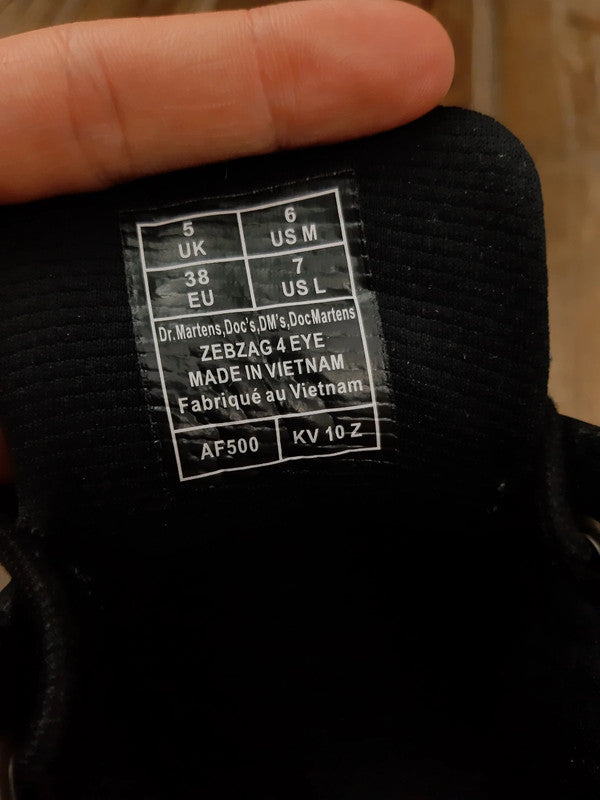 5 6
UK US M
38 7
EU US L
Dr.Martens,Doc's,DM's,DocMartens
ZEBZAG 4 EYE
MADE IN VIETNAM
Fabriqué au Vietnam
AF500 KV 10 Z